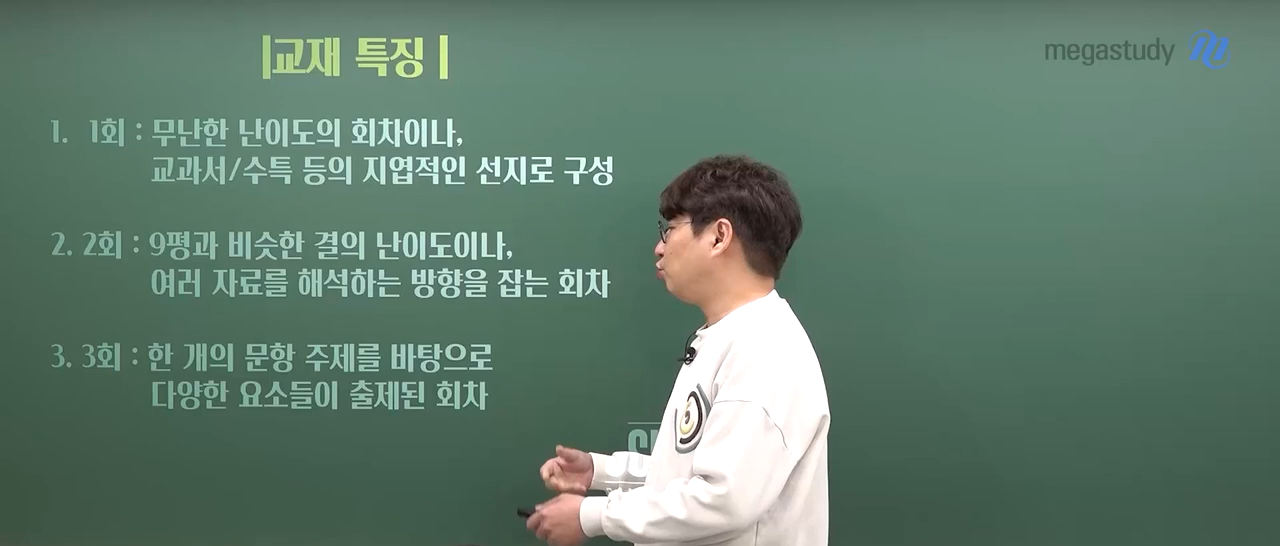 |교재 특징|
megastudy
1. 1회 : 무난한 난이도의 회차이나,
교과서/수특 등의 지엽적인 선지로 구성
2. 2회 : 9평과 비슷한 결의 난이도이나,
여러 자료를 해석하는 방향을 잡는 회차
3. 3회 : 한 개의 문항 주제를 바탕으로
다양한 요소들이 출제된 회차